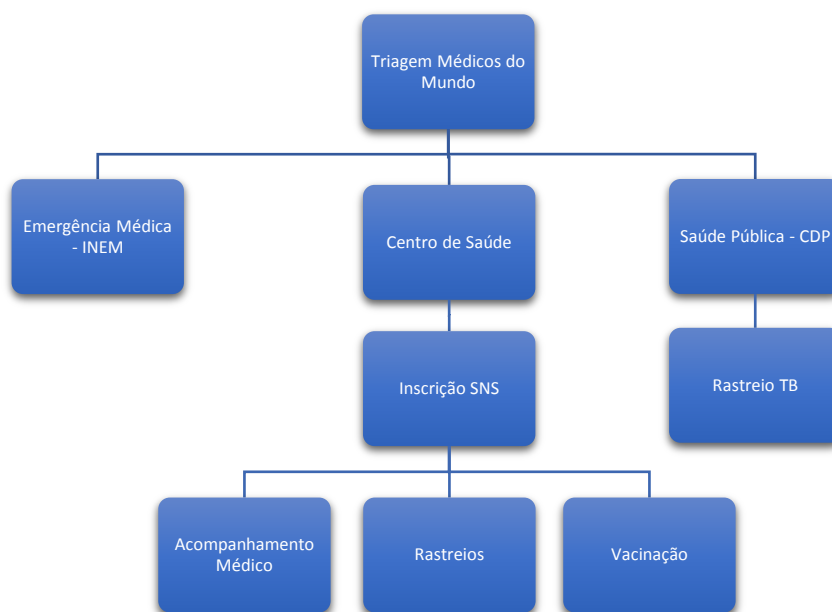 Triagem Médicos do
Mundo
Emergência Médica
- INEM
Centro de Saúde
Saúde Pública - CDP
Inscrição SNS
Rastreio TB
Acompanhamento
Médico
Rastreios
Vacinação